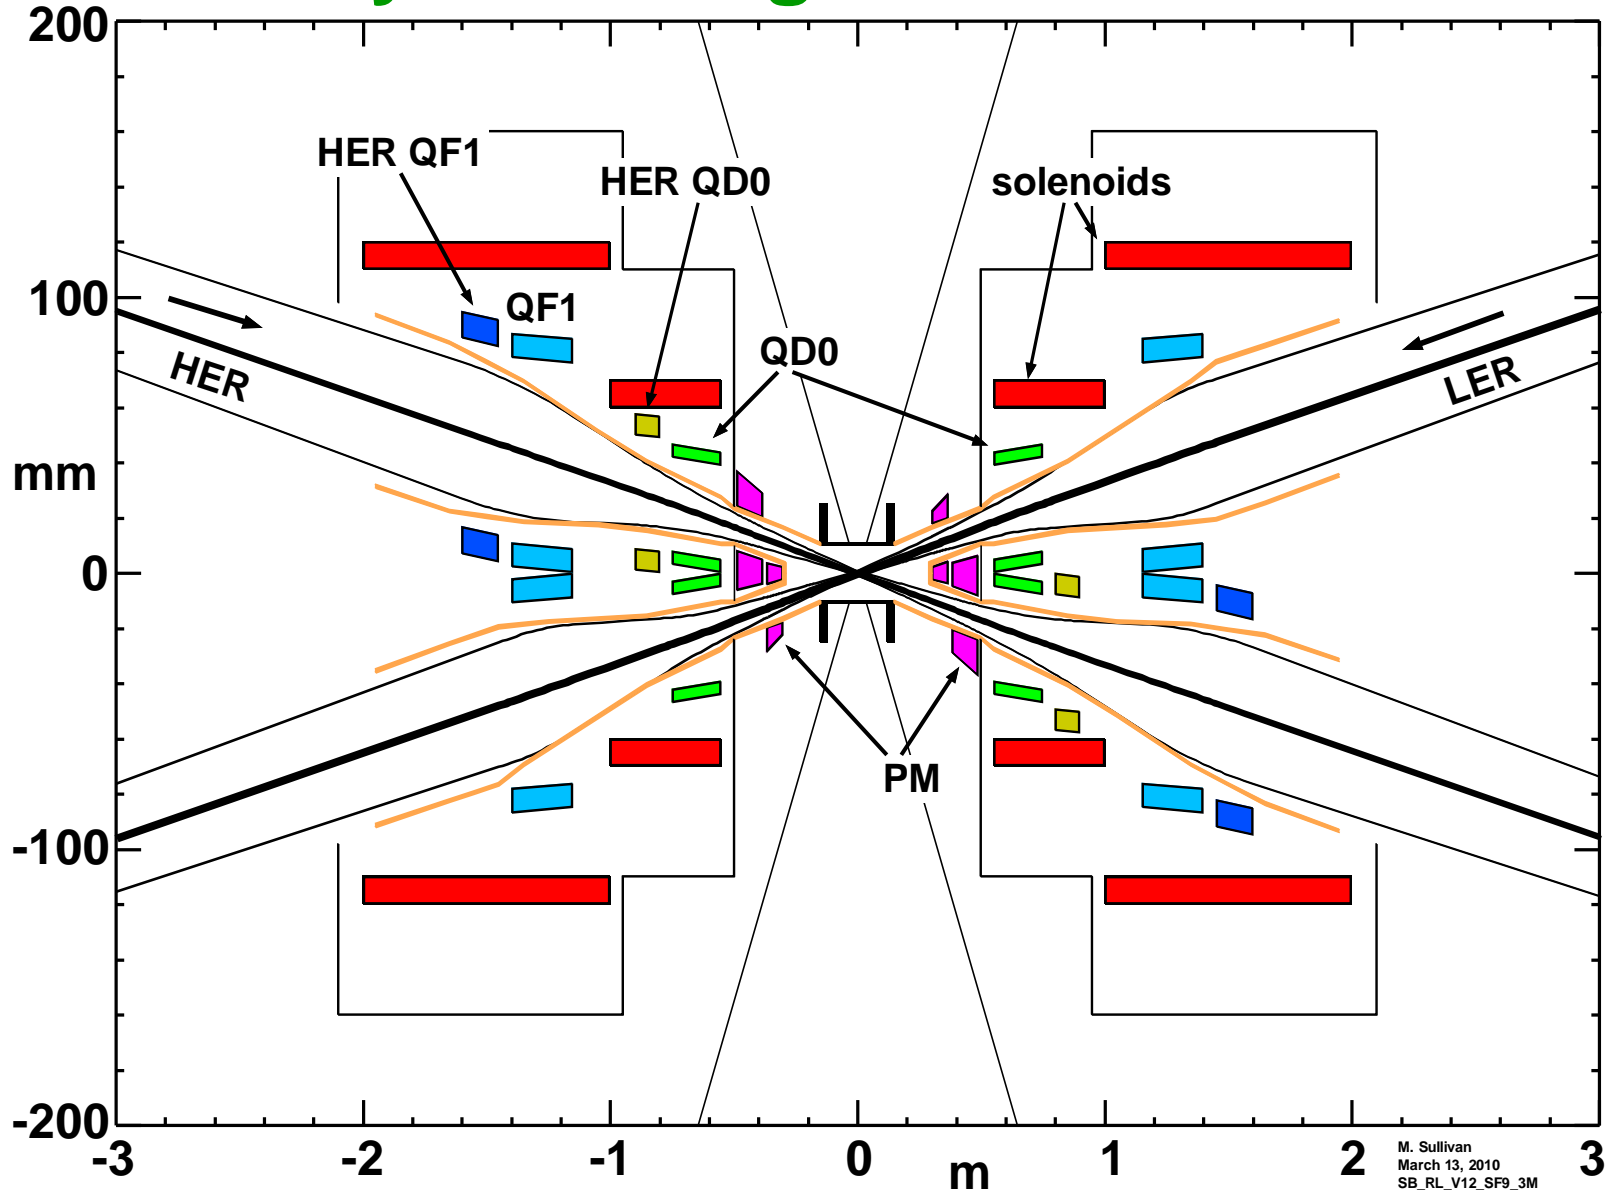 200
HER QF1
HER QD0
solenoids
100
QF1
QD0
HER
LER
mm
0
PM
-100
-200
-3
-2
-1
0
m
1
2
3
M. Sullivan
March 13, 2010
SB_RL_V12_SF9_3M